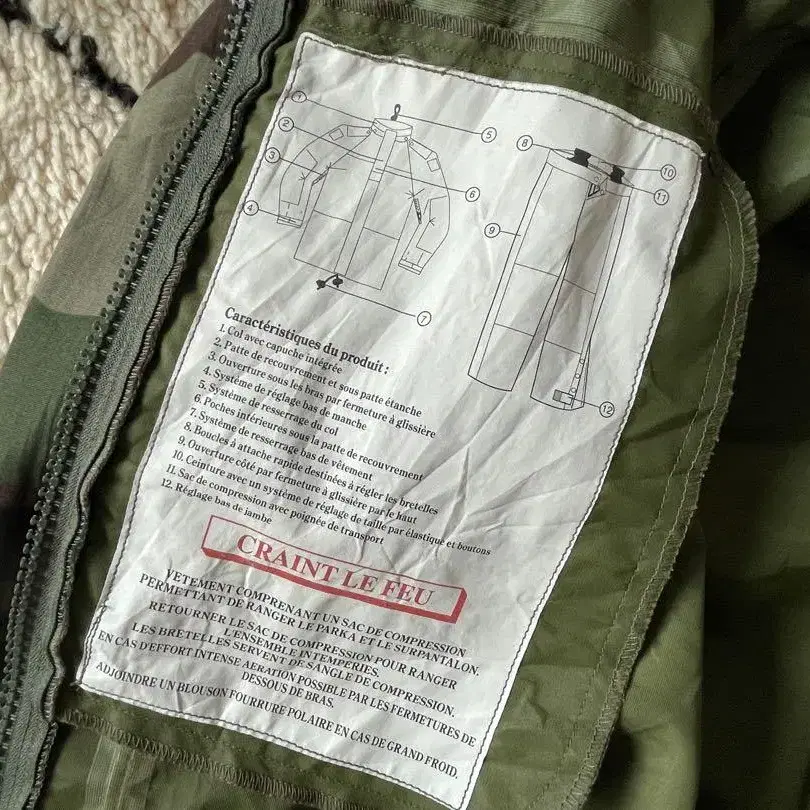 1
2
3
4
5
6
7
8
9
10
11
12
Caractéristiques du produit :
1. Col avec capuche intégrée
2. Patte de recouvrement et sous patte étanche
3. Ouverture sous les bras par fermeture à glissière
4. Système de réglage bas de manche
5. Système de resserrage du col
6. Poches intérieures sous la patte de recouvrement
7. Système de resserrage bas de vêtement
8. Boucles à attache rapide destinées à régler les bretelles
9. Ouverture côté par fermeture à glissière par le haut
10. Ceinture avec un système de réglage de taille par élastique et boutons
11. Sac de compression avec poignée de transport
12. Réglage bas de jambe
CRAINT LE FEU
VETEMENT COMPRENANT UN SAC DE COMPRESSION
PERMETTANT DE RANGER LE PARKA ET LE SURPANTALON.
RETOURNER LE SAC DE COMPRESSION POUR RANGER
L'ENSEMBLE INTEMPÉRIES.
LES BRETELLES SERVENT DE SANGLE DE COMPRESSION.
EN CAS D'EFFORT INTENSE AERATION POSSIBLE PAR LES FERMETURES DE
DESSOUS DE BRAS.
ADJOINDRE UN BLOUSON FOURRURE POLAIRE EN CAS DE GRAND FROID.